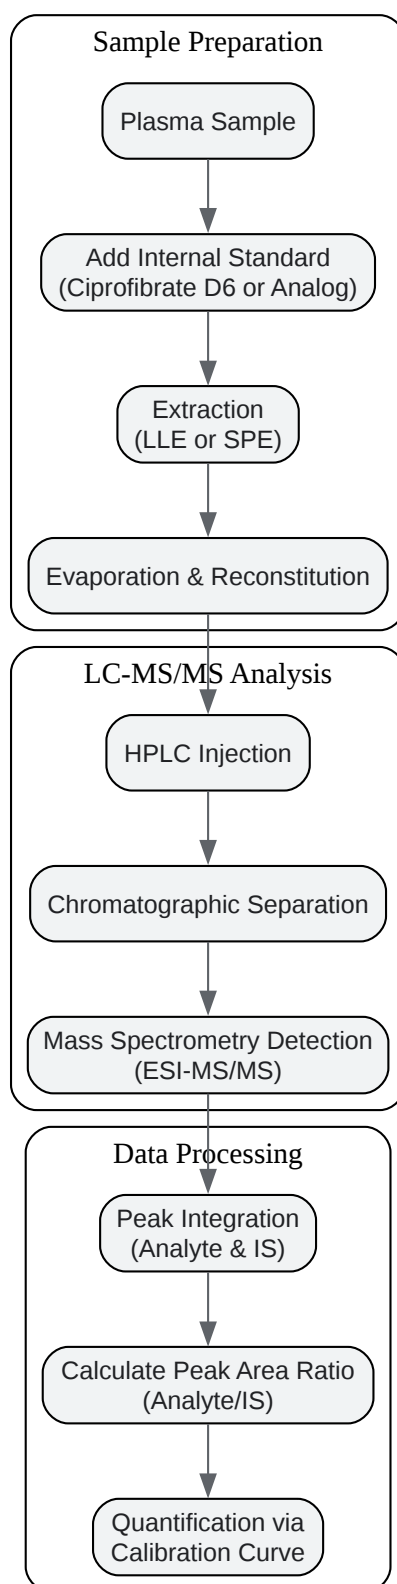 Sample Preparation
Plasma Sample
Add Internal Standard
(Ciprofibrate D6 or Analog)
Extraction
(LLE or SPE)
Evaporation & Reconstitution
LC-MS/MS Analysis
HPLC Injection
Chromatographic Separation
Mass Spectrometry Detection
(ESI-MS/MS)
Data Processing
Peak Integration
(Analyte & IS)
Calculate Peak Area Ratio
(Analyte/IS)
Quantification via
Calibration Curve